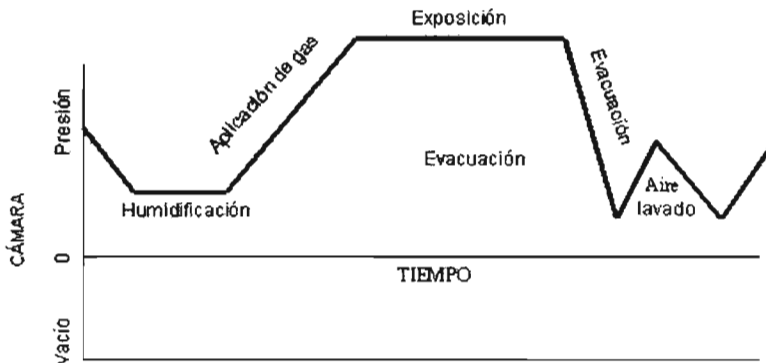 Exposición
Aplicación de gas
Evacuación
Presión
Evacuación
Humidificación
Aire
lavado
CÁMARA
0
TIEMPO
Vacío